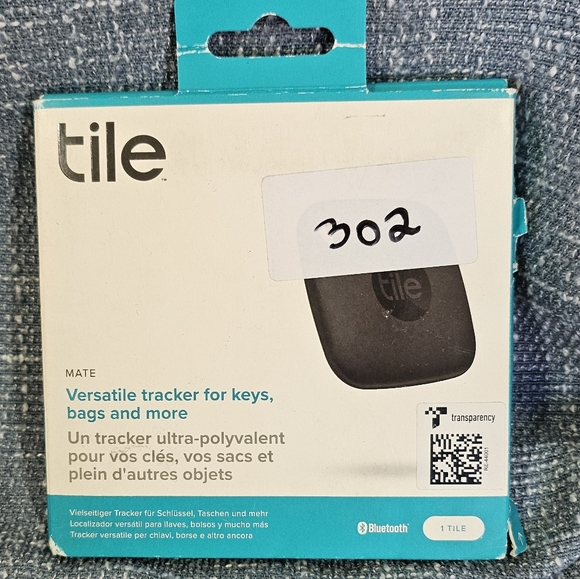 tile
302
tile
MATE
Versatile tracker for keys,
bags and more
Un tracker ultra-polyvalent
pour vos clés, vos sacs et
plein d'autres objets
transparency
Vielseitiger Tracker für Schlüssel, Taschen und mehr
Localizador versátil para llaves, bolsos y mucho más
Tracker versatile per chiavi, borse e altro ancora
Bluetooth
1 TILE